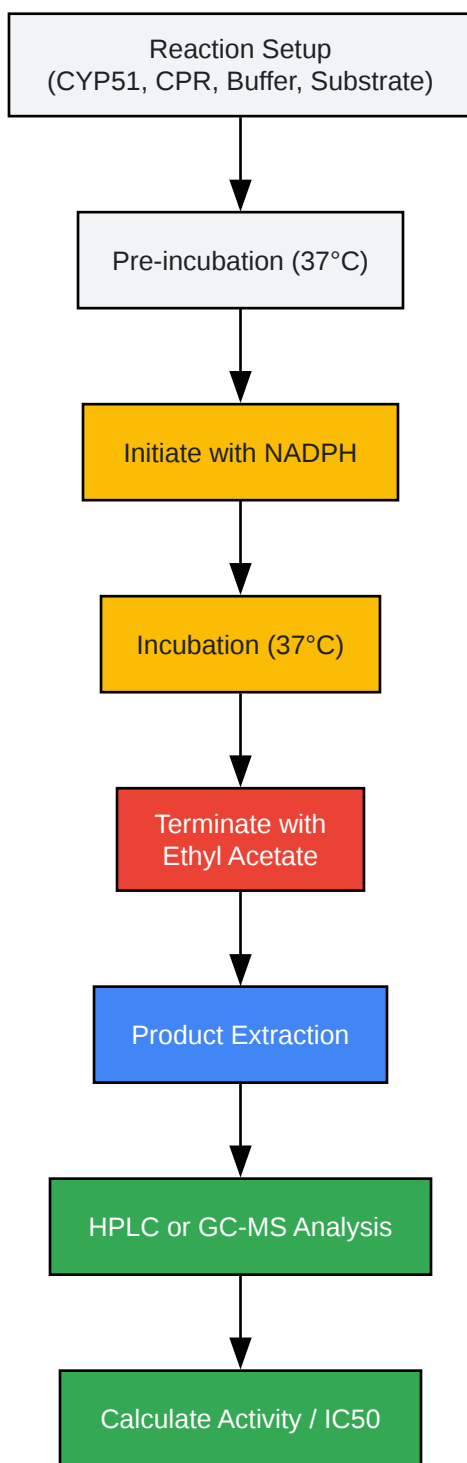 Reaction Setup
(CYP51, CPR, Buffer, Substrate)
Pre-incubation (37°C)
Initiate with NADPH
Incubation (37°C)
Terminate with
Ethyl Acetate
Product Extraction
HPLC or GC-MS Analysis
Calculate Activity / IC50